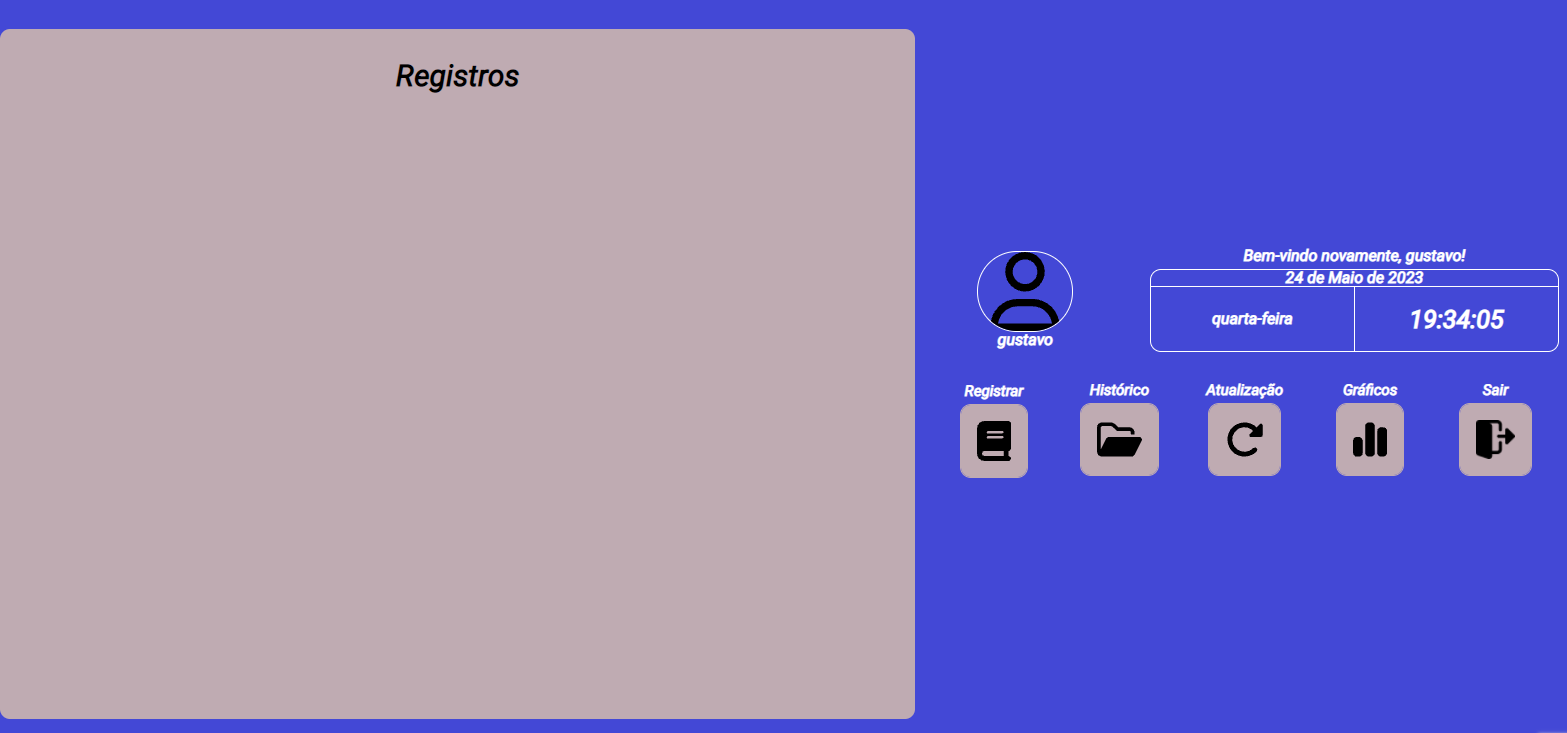 Registros
Bem-vindo novamente, gustavo!
24 de Maio de 2023
quarta-feira
19:34:05
gustavo
Registrar
Histórico
Atualização
Gráficos
Sair